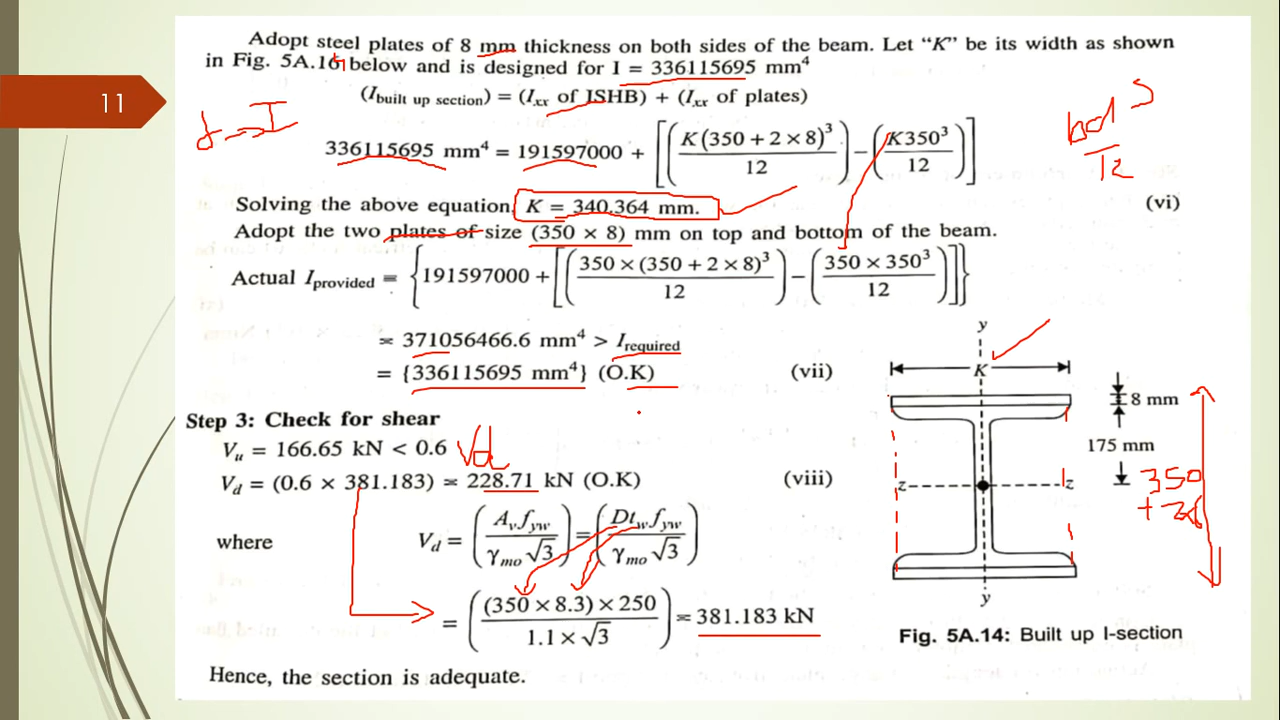 11
Adopt steel plates of 8 mm thickness on both sides of the beam. Let “K” be its width as shown
in Fig. 5A.14 below and is designed for I = 336115695 mm⁴
(I_built up section) = (I_xx of ISHB) + (I_xx of plates)
336115695 mm⁴ = 191597000 + [(K(350 + 2 × 8)³/12) − (K350³/12)]
Solving the above equation, K = 340.364 mm. (vi)
Adopt the two plates of size (350 × 8) mm on top and bottom of the beam.
Actual I_provided = {191597000 + [(350 × (350 + 2 × 8)³/12) − (350 × 350³/12)]}
= 371056466.6 mm⁴ > I_required
= {336115695 mm⁴} (O.K) (vii)
Step 3: Check for shear
V_u = 166.65 kN < 0.6 Vd
V_d = (0.6 × 381.183) = 228.71 kN (O.K) (viii)
where V_d = (A_v f_yw/γ_mo √3) = (Dt_w f_yw/γ_mo √3)
= ((350 × 8.3) × 250/1.1 × √3) = 381.183 kN
Hence, the section is adequate.
I
bd³/12
y
K
8 mm
175 mm
z
z
350
y
Fig. 5A.14: Built up I-section